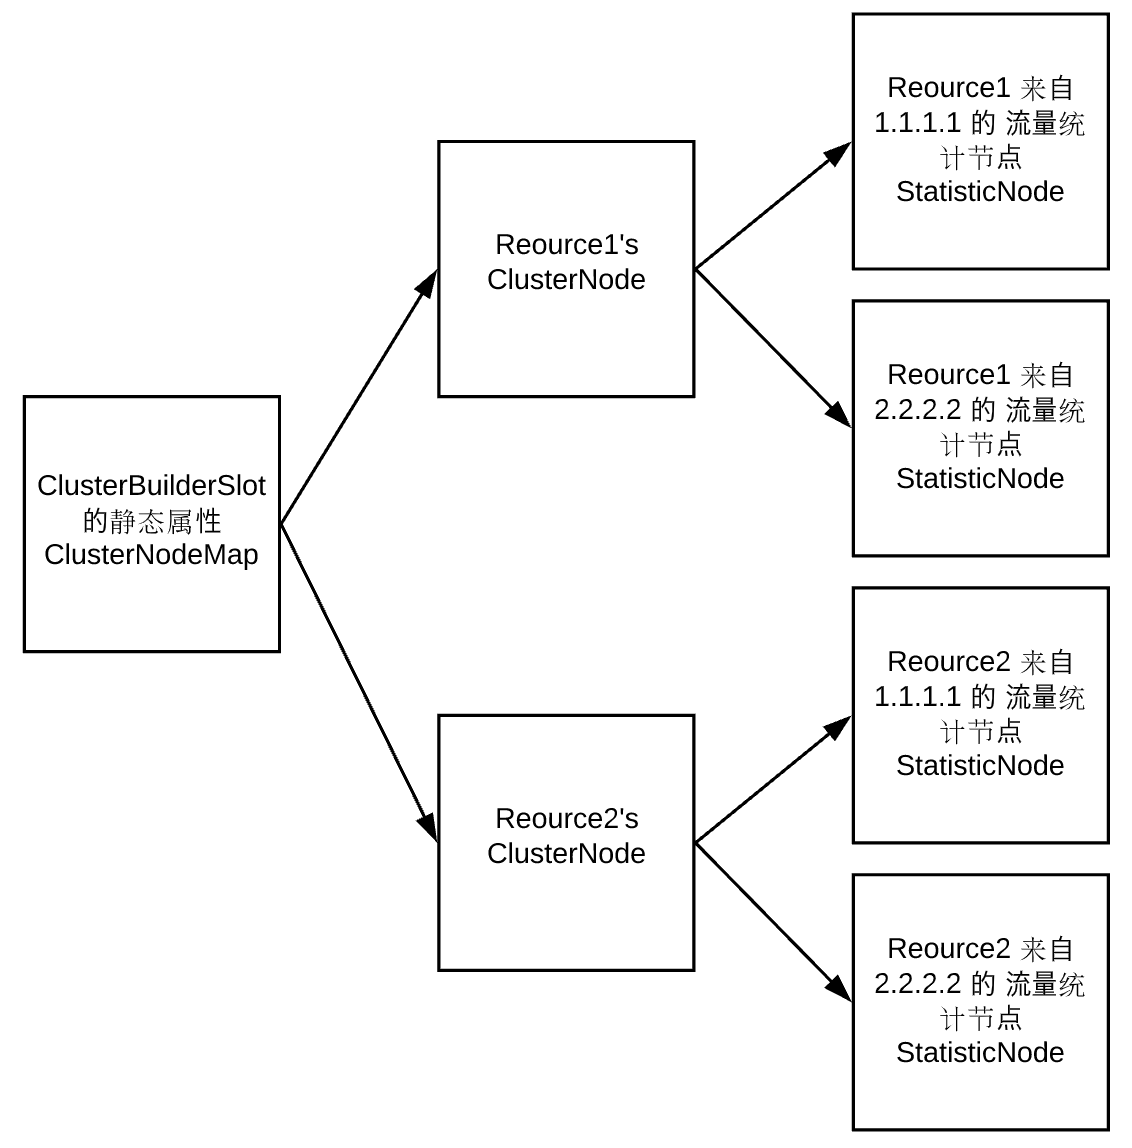 ClusterBuilderSlot
的静态属性
ClusterNodeMap
Reource1's
ClusterNode
Reource2's
ClusterNode
Reource1 来自
1.1.1.1 的 流量统
计节点
StatisticNode
Reource1 来自
2.2.2.2 的 流量统
计节点
StatisticNode
Reource2 来自
1.1.1.1 的 流量统
计节点
StatisticNode
Reource2 来自
2.2.2.2 的 流量统
计节点
StatisticNode